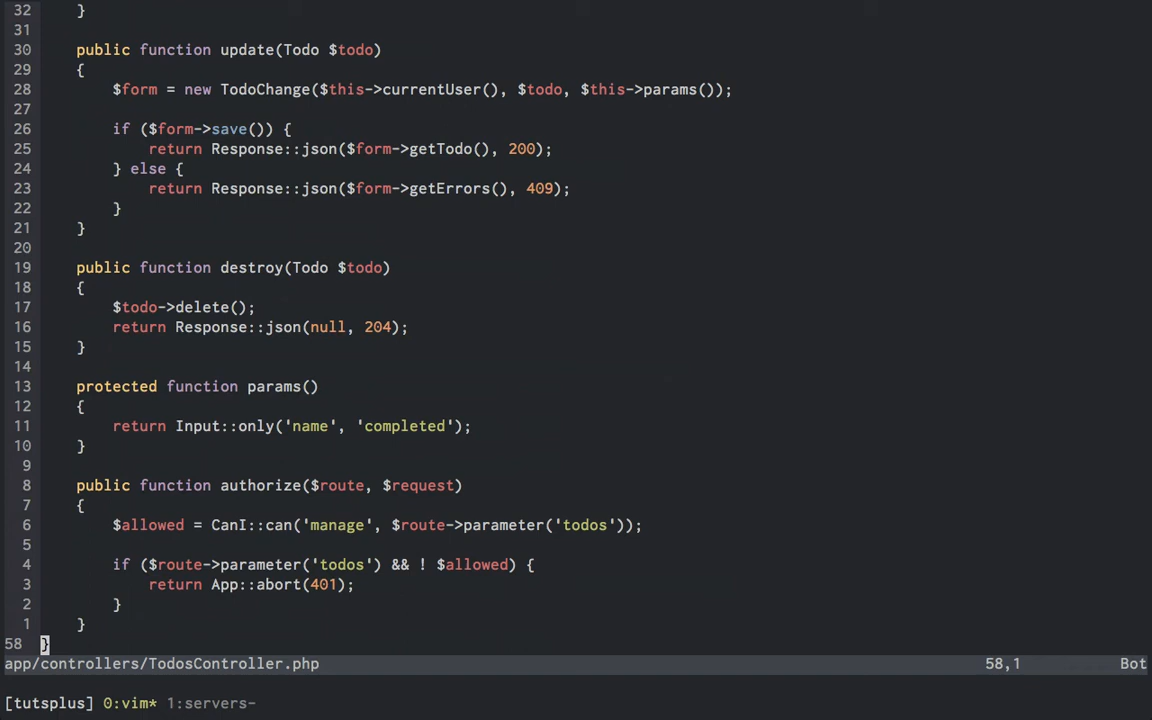 32     }
31
30     public function update(Todo $todo)
29     {
28         $form = new TodoChange($this->currentUser(), $todo, $this->params());
27
26         if ($form->save()) {
25             return Response::json($form->getTodo(), 200);
24         } else {
23             return Response::json($form->getErrors(), 409);
22         }
21     }
20
19     public function destroy(Todo $todo)
18     {
17         $todo->delete();
16         return Response::json(null, 204);
15     }
14
13     protected function params()
12     {
11         return Input::only('name', 'completed');
10     }
9
8     public function authorize($route, $request)
7     {
6         $allowed = CanI::can('manage', $route->parameter('todos'));
5
4         if ($route->parameter('todos') && ! $allowed) {
3             return App::abort(401);
2         }
1     }
58 }
app/controllers/TodosController.php 58,1 Bot
[tutsplus] 0:vim* 1:servers-